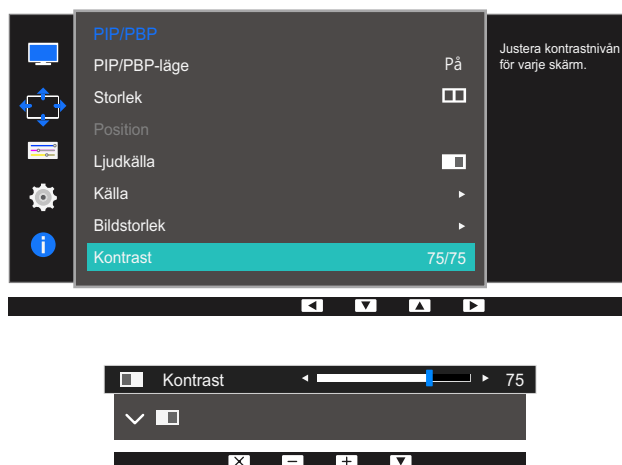 PIP/PBP
PIP/PBP-läge På
Storlek
Position
Ljudkälla
Källa
Bildstorlek
Kontrast 75/75
Justera kontrastnivån
för varje skärm.
Kontrast 75